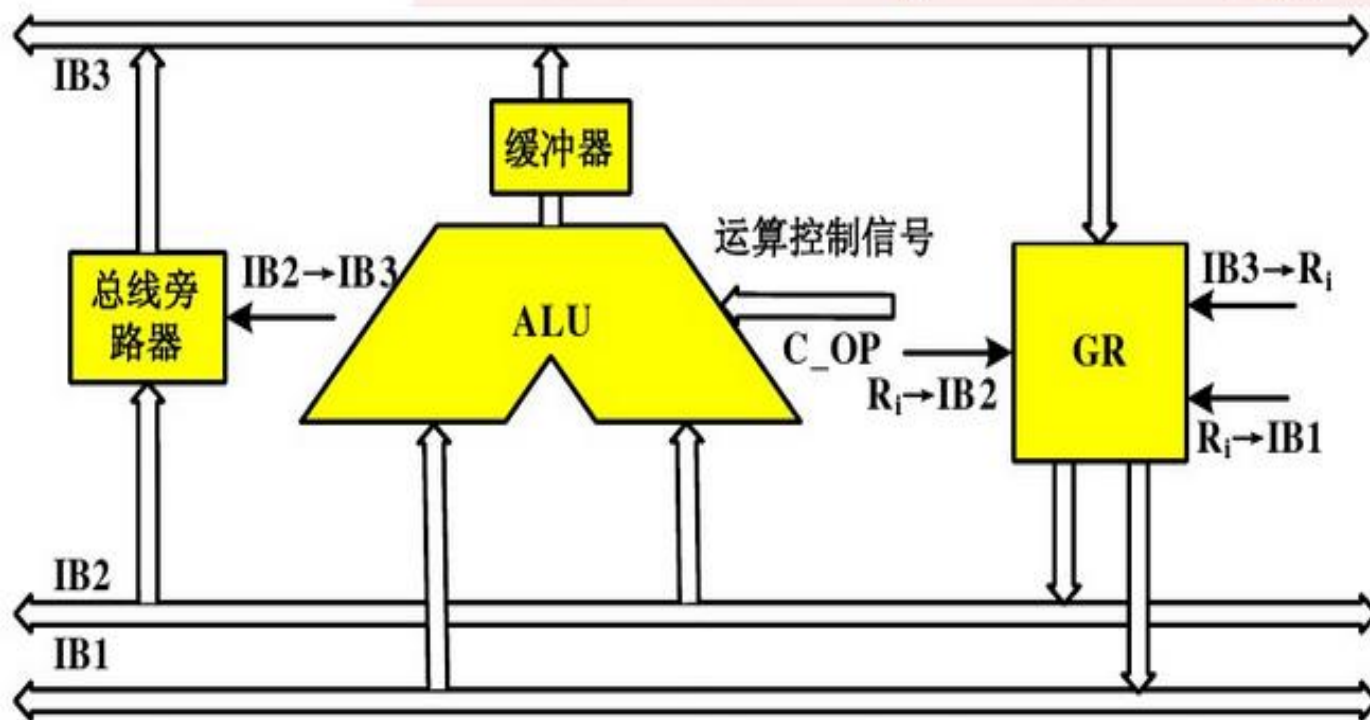 IB3
缓冲器
运算控制信号
总线旁
路器
IB2→IB3
ALU
C_OP
Rᵢ→IB2
GR
IB3→Rᵢ
Rᵢ→IB1
IB2
IB1